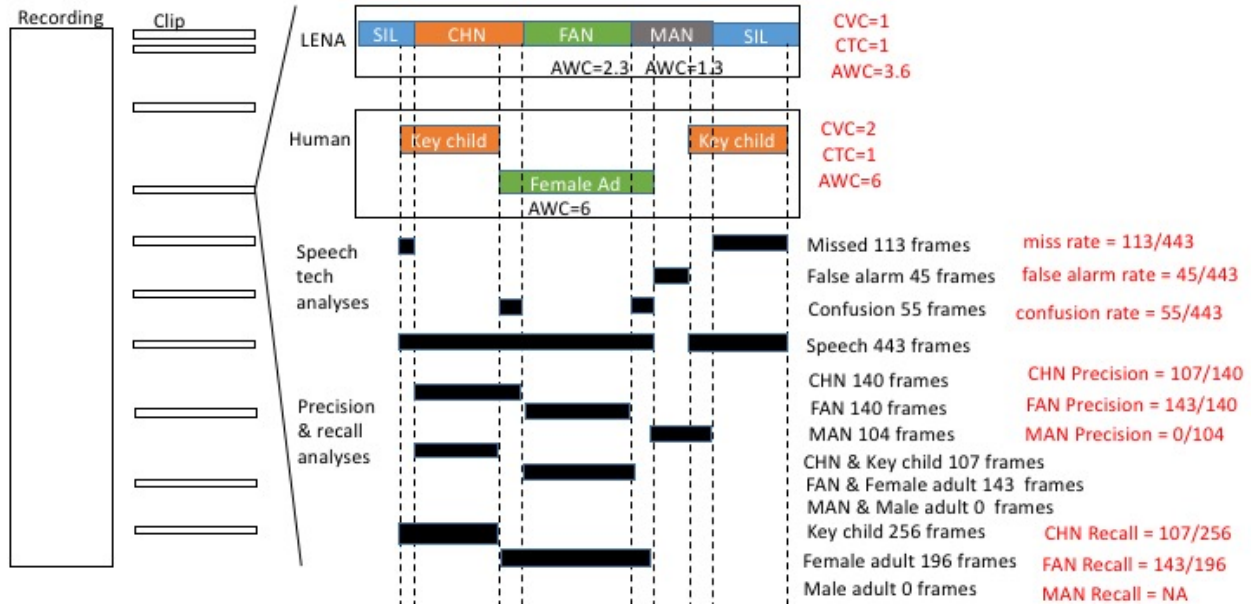 Recording
Clip
LENA
SIL CHN FAN MAN SIL
AWC=2.3 AWC=1.3
CVC=1
CTC=1
AWC=3.6
Human
Key child
Key child
Female Ad
AWC=6
CVC=2
CTC=1
AWC=6
Speech
tech
analyses
Missed 113 frames miss rate = 113/443
False alarm 45 frames false alarm rate = 45/443
Confusion 55 frames confusion rate = 55/443
Speech 443 frames
Precision
& recall
analyses
CHN 140 frames CHN Precision = 107/140
FAN 140 frames FAN Precision = 143/140
MAN 104 frames MAN Precision = 0/104
CHN & Key child 107 frames
FAN & Female adult 143 frames
MAN & Male adult 0 frames
Key child 256 frames CHN Recall = 107/256
Female adult 196 frames FAN Recall = 143/196
Male adult 0 frames MAN Recall = NA